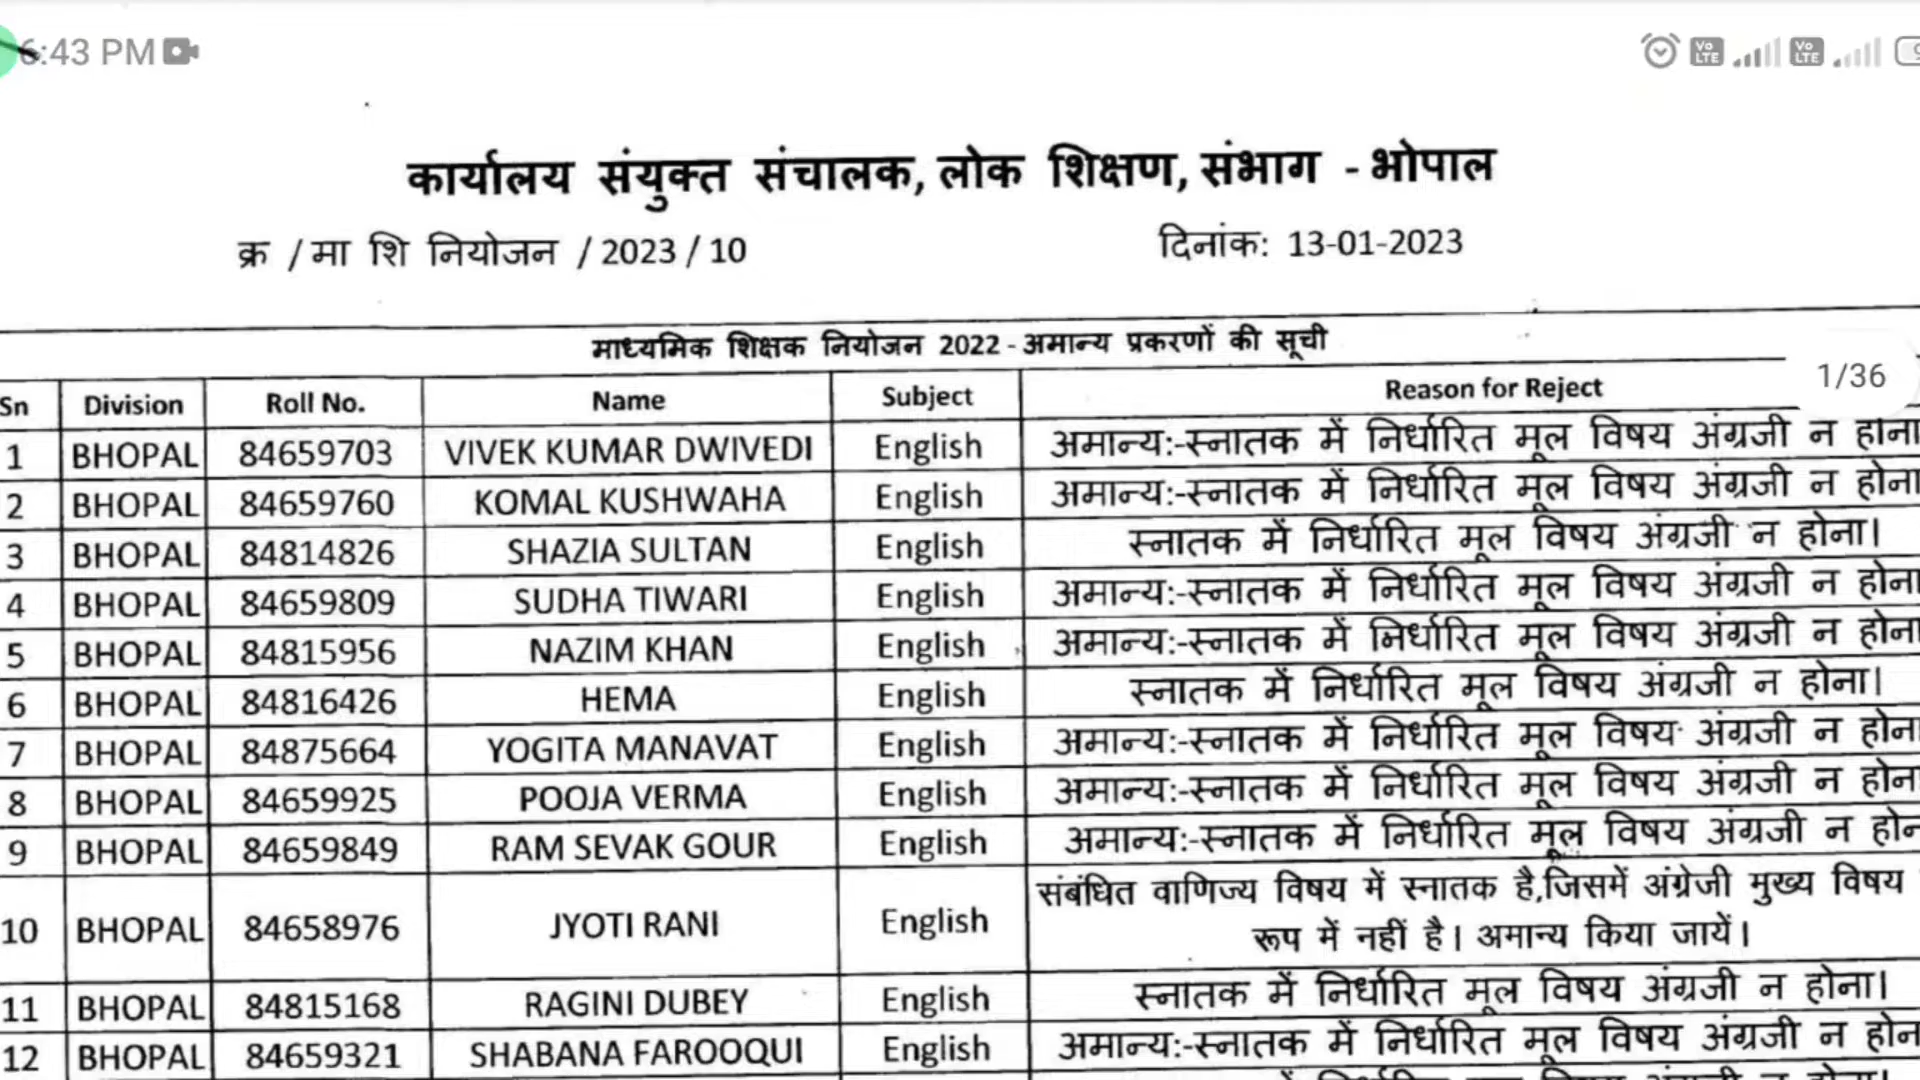 6:43 PM
Vo LTE Vo LTE
कार्यालय संयुक्त संचालक, लोक शिक्षण, संभाग - भोपाल
क्र / मा शि नियोजन / 2023 / 10 दिनांक: 13-01-2023
माध्यमिक शिक्षक नियोजन 2022 - अमान्य प्रकरणों की सूची
1/36
Sn Division Roll No. Name Subject Reason for Reject
1 BHOPAL 84659703 VIVEK KUMAR DWIVEDI English अमान्य:-स्नातक में निर्धारित मूल विषय अंग्रजी न होना
2 BHOPAL 84659760 KOMAL KUSHWAHA English अमान्य:-स्नातक में निर्धारित मूल विषय अंग्रजी न होना
3 BHOPAL 84814826 SHAZIA SULTAN English स्नातक में निर्धारित मूल विषय अंग्रजी न होना।
4 BHOPAL 84659809 SUDHA TIWARI English अमान्य:-स्नातक में निर्धारित मूल विषय अंग्रजी न होना
5 BHOPAL 84815956 NAZIM KHAN English अमान्य:-स्नातक में निर्धारित मूल विषय अंग्रजी न होना
6 BHOPAL 84816426 HEMA English स्नातक में निर्धारित मूल विषय अंग्रजी न होना।
7 BHOPAL 84875664 YOGITA MANAVAT English अमान्य:-स्नातक में निर्धारित मूल विषय अंग्रजी न होना
8 BHOPAL 84659925 POOJA VERMA English अमान्य:-स्नातक में निर्धारित मूल विषय अंग्रजी न होना
9 BHOPAL 84659849 RAM SEVAK GOUR English अमान्य:-स्नातक में निर्धारित मूल विषय अंग्रजी न
10 BHOPAL 84658976 JYOTI RANI English संबंधित वाणिज्य विषय में स्नातक है,जिसमें अंग्रेजी मुख्य विषय
रूप में नहीं है। अमान्य किया जायें।
11 BHOPAL 84815168 RAGINI DUBEY English स्नातक में निर्धारित मूल विषय अंग्रजी न होना।
12 BHOPAL 84659321 SHABANA FAROOQUI English अमान्य:-स्नातक में निर्धारित मूल विषय अंग्रजी न